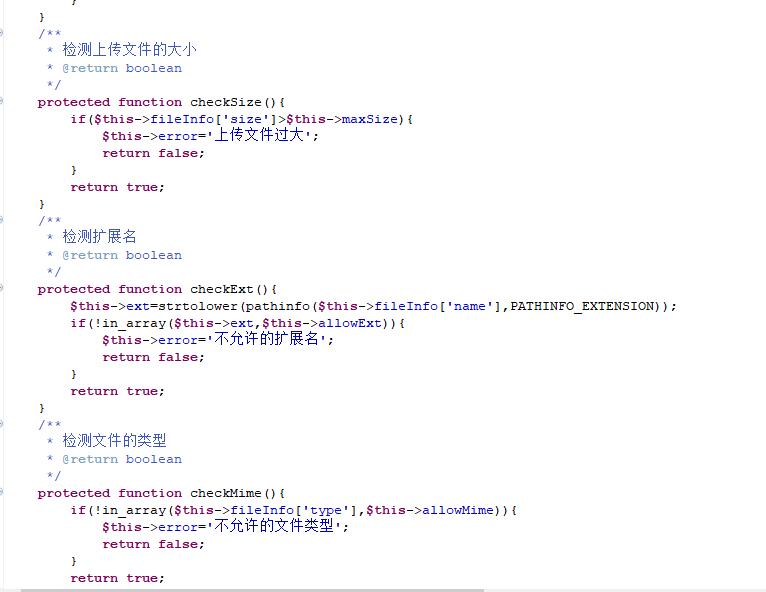 }
/**
 * 检测上传文件的大小
 * @return boolean
 */
protected function checkSize(){
    if($this->fileInfo['size']>$this->maxSize){
        $this->error='上传文件过大';
        return false;
    }
    return true;
}
/**
 * 检测扩展名
 * @return boolean
 */
protected function checkExt(){
    $this->ext=strtolower(pathinfo($this->fileInfo['name'],PATHINFO_EXTENSION));
    if(!in_array($this->ext,$this->allowExt)){
        $this->error='不允许的扩展名';
        return false;
    }
    return true;
}
/**
 * 检测文件的类型
 * @return boolean
 */
protected function checkMime(){
    if(!in_array($this->fileInfo['type'],$this->allowMime)){
        $this->error='不允许的文件类型';
        return false;
    }
    return true;